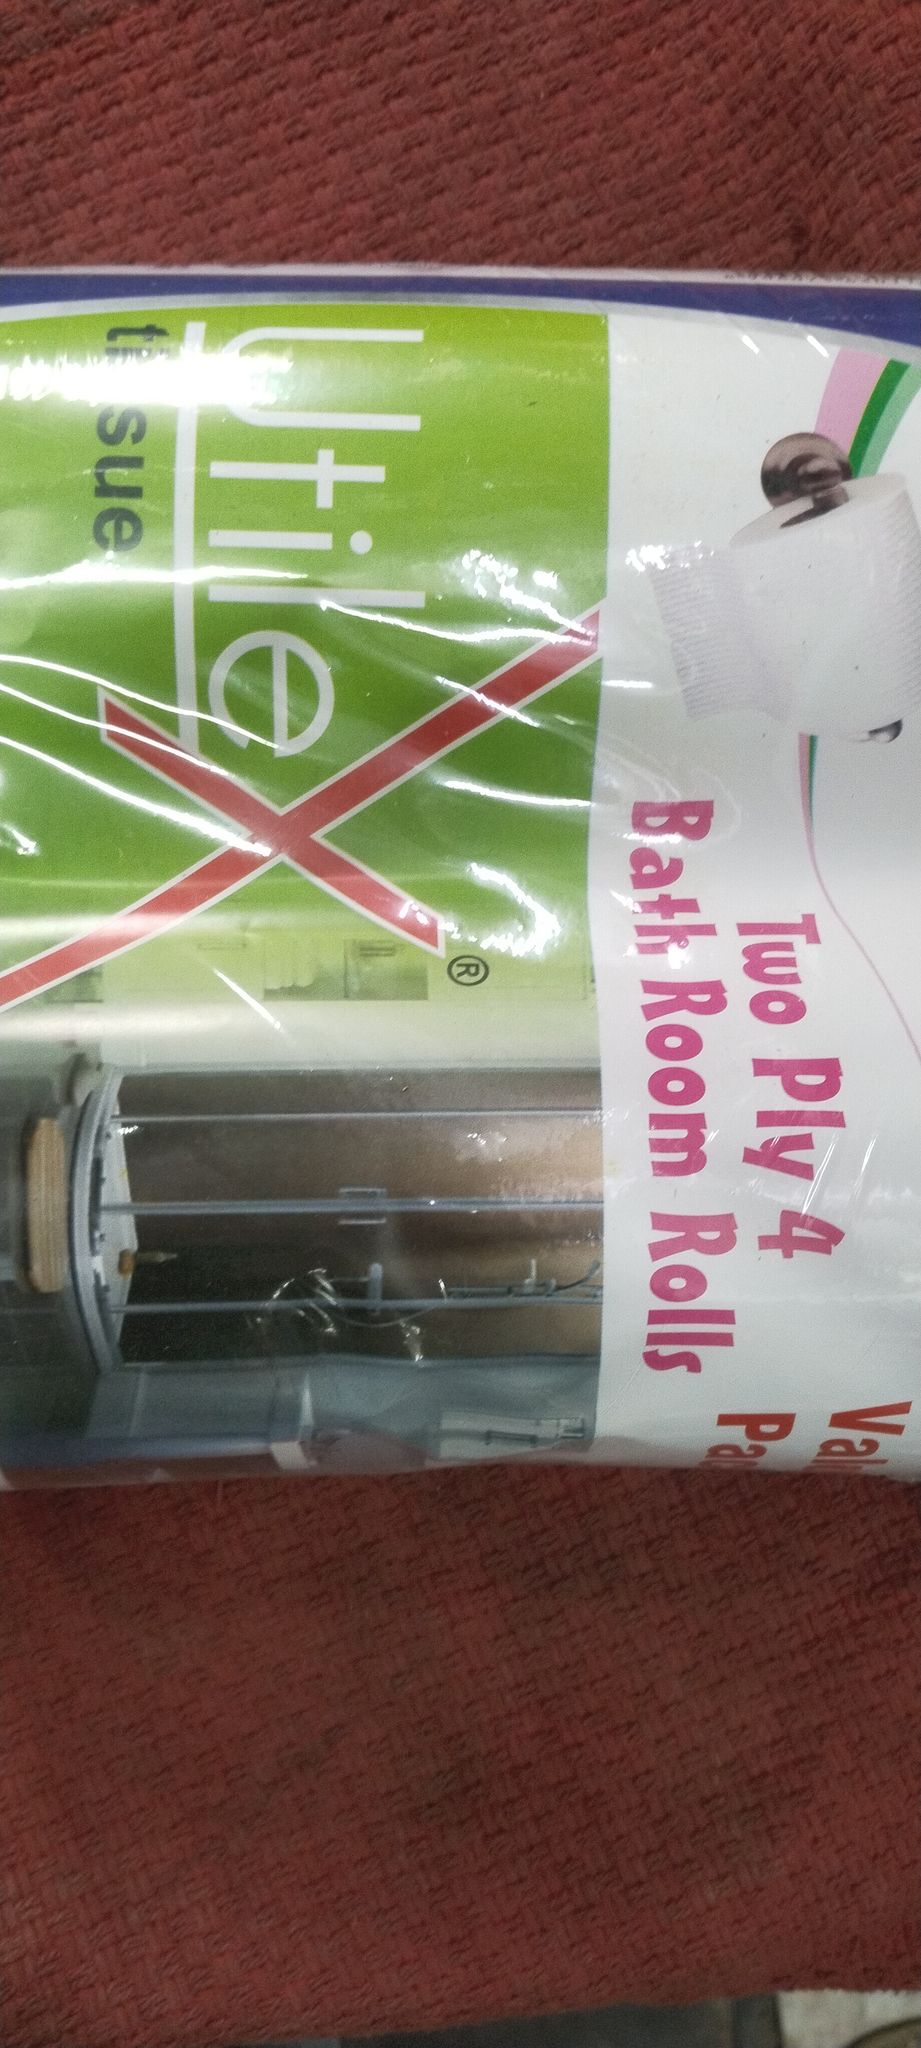 Two Ply 4
Bath Room Rolls
UtileX®
tissue